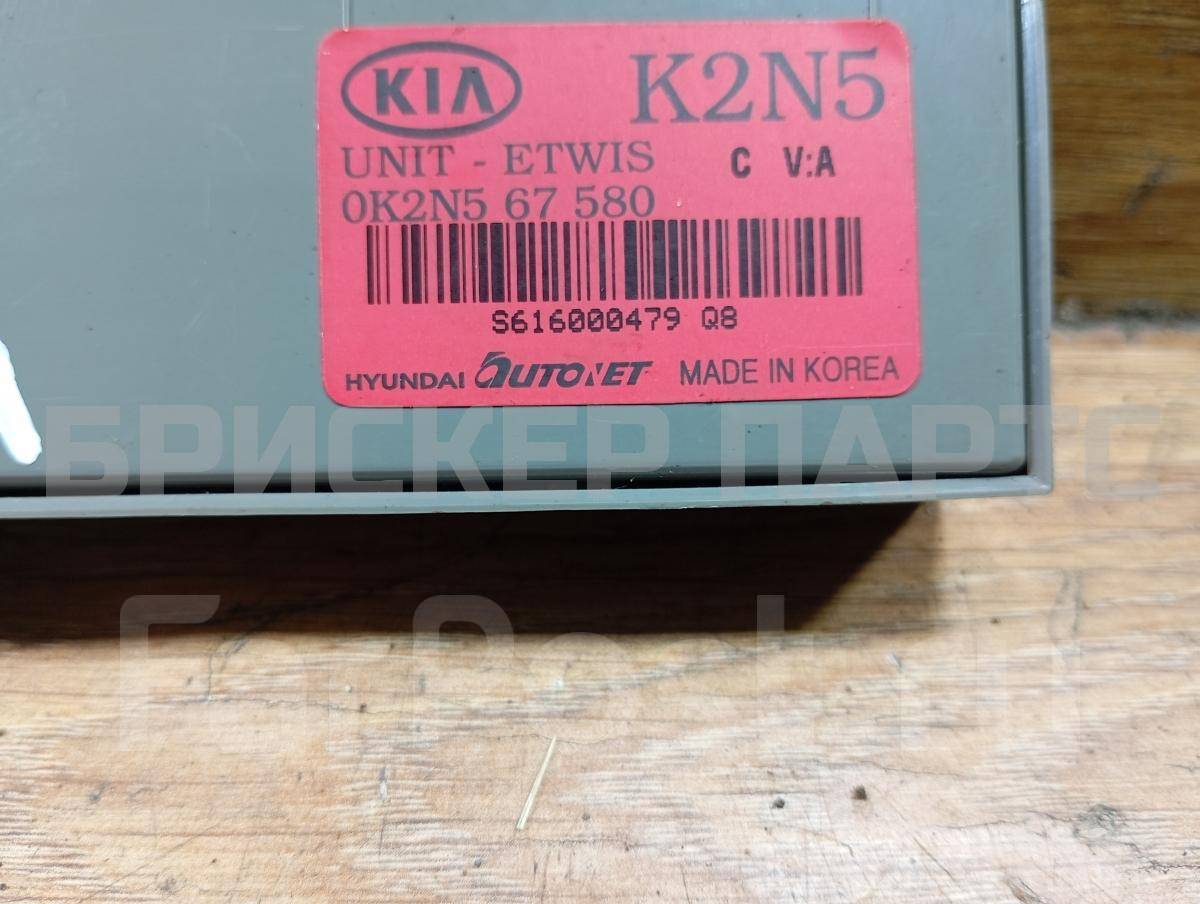 KIA K2N5
UNIT - ETWIS C V:A
0K2N5 67 580
S616000479 Q8
HYUNDAI AUTONET MADE IN KOREA
БРИСКЕР ПАРТС